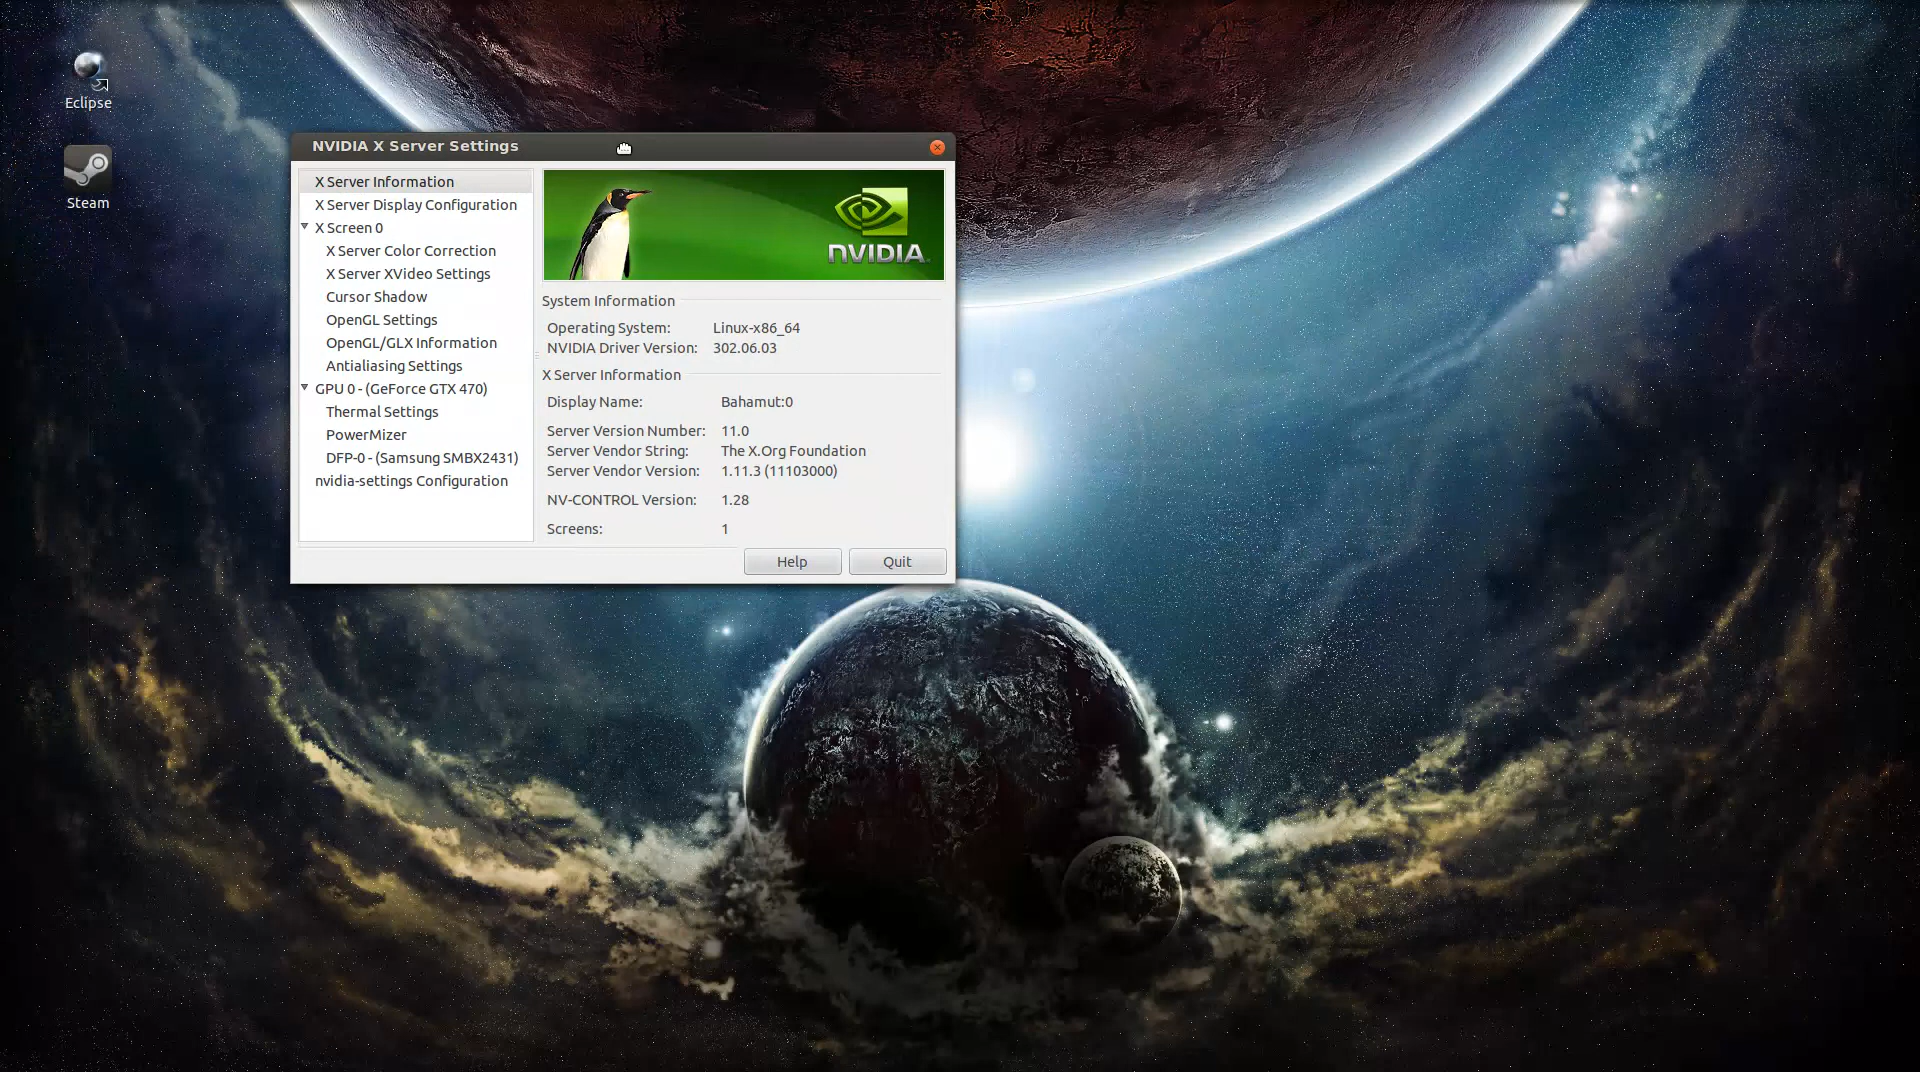 Eclipse
Steam
NVIDIA X Server Settings
X Server Information
X Server Display Configuration
X Screen 0
X Server Color Correction
X Server XVideo Settings
Cursor Shadow
OpenGL Settings
OpenGL/GLX Information
Antialiasing Settings
GPU 0 - (GeForce GTX 470)
Thermal Settings
PowerMizer
DFP-0 - (Samsung SMBX2431)
nvidia-settings Configuration
NVIDIA
System Information
Operating System: Linux-x86_64
NVIDIA Driver Version: 302.06.03
X Server Information
Display Name: Bahamut:0
Server Version Number: 11.0
Server Vendor String: The X.Org Foundation
Server Vendor Version: 1.11.3 (11103000)
NV-CONTROL Version: 1.28
Screens: 1
Help Quit